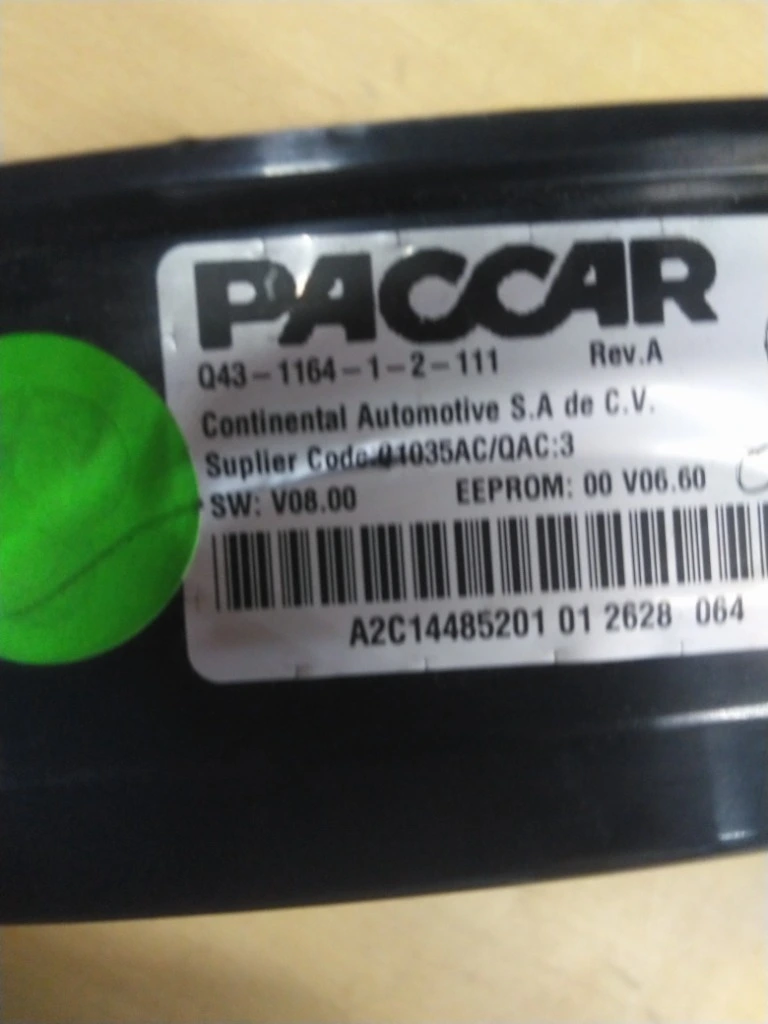 PACCAR
Q43-1164-1-2-111 Rev.A
Continental Automotive S.A de C.V.
Suplier Code:Q1035AC/QAC:3
SW: V08.00 EEPROM: 00 V06.60
A2C14485201 01 2628 064